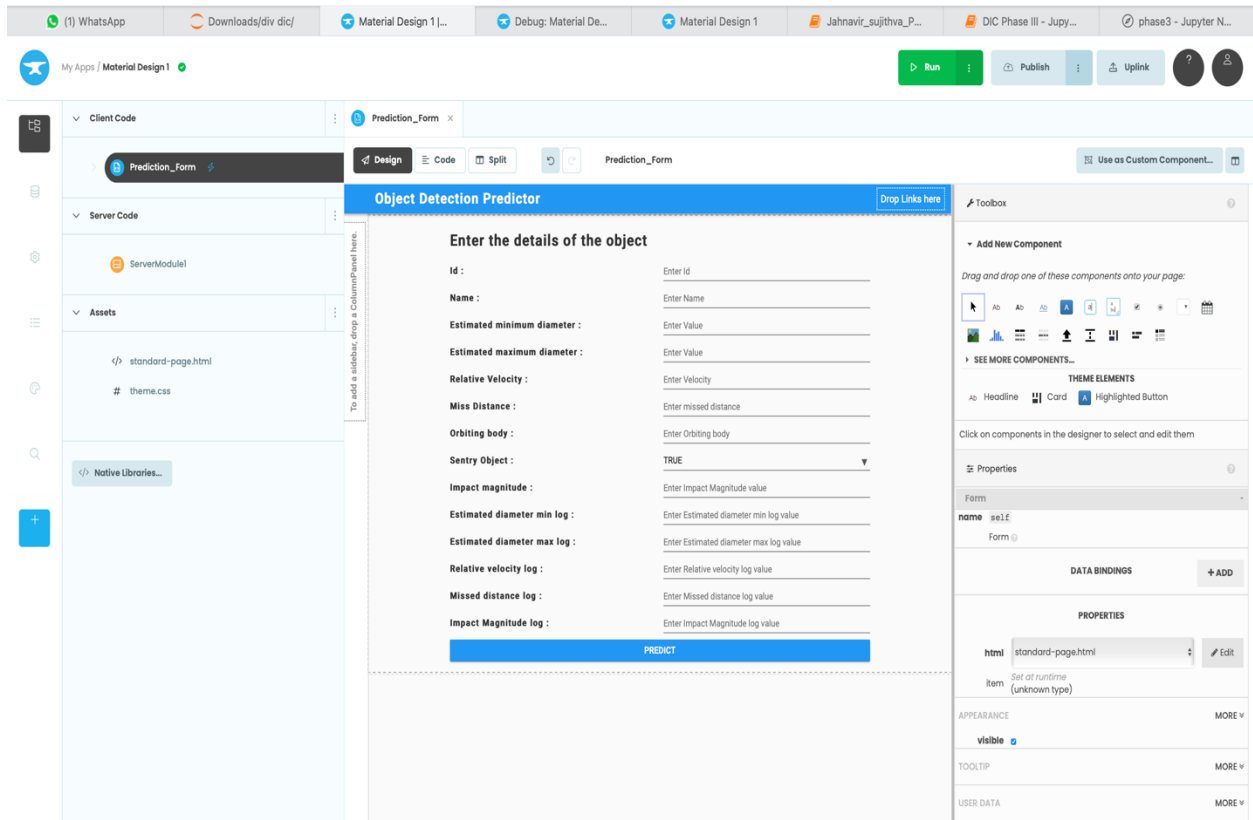 (1) WhatsApp
Downloads/div dic/
Material Design 1 |...
Debug: Material De...
Material Design 1
Jahnavir_sujithva_P...
DIC Phase III - Jupy...
phase3 - Jupyter N...
My Apps / Material Design 1
Run
Publish
Uplink
?
Client Code
Prediction_Form
Server Code
ServerModule1
Assets
</> standard-page.html
# theme.css
</> Native Libraries...
+
Prediction_Form ×
Design
Code
Split
Prediction_Form
Use as Custom Component...
Object Detection Predictor
Drop Links here
To add a sidebar, drop a ColumnPanel here.
Enter the details of the object
Id : Enter Id
Name : Enter Name
Estimated minimum diameter : Enter Value
Estimated maximum diameter : Enter Value
Relative Velocity : Enter Velocity
Miss Distance : Enter missed distance
Orbiting body : Enter Orbiting body
Sentry Object : TRUE
Impact magnitude : Enter Impact Magnitude value
Estimated diameter min log : Enter Estimated diameter min log value
Estimated diameter max log : Enter Estimated diameter max log value
Relative velocity log : Enter Relative velocity log value
Missed distance log : Enter Missed distance log value
Impact Magnitude log : Enter Impact Magnitude log value
PREDICT
Toolbox
Add New Component
Drag and drop one of these components onto your page:
Ab Ab Ab A a
SEE MORE COMPONENTS...
THEME ELEMENTS
Ab Headline Card A Highlighted Button
Click on components in the designer to select and edit them
Properties
Form
name self
Form
DATA BINDINGS
+ ADD
PROPERTIES
html standard-page.html Edit
item Set at runtime
(unknown type)
APPEARANCE MORE
visible
TOOLTIP MORE
USER DATA MORE